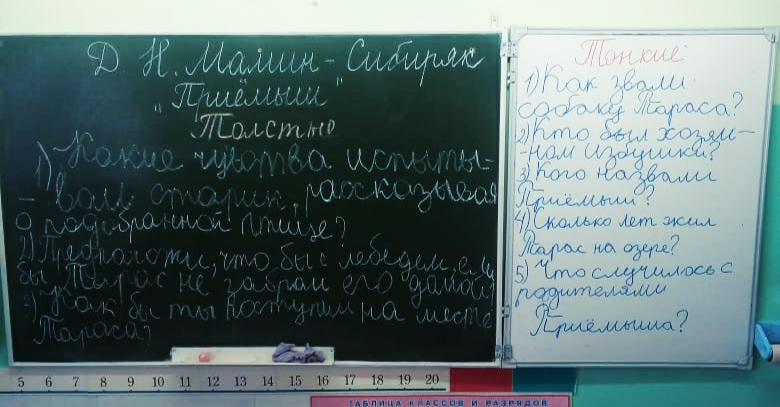 Д. Н. Мамин-Сибиряк
"Приёмыш"
Толстые
1) Какие чувства испыты-
- вал старик, рассказывая
о подобранной птице?
2) Предположи, что бы с лебедем, если
бы Тарас не забрал его домой?
3) Как бы ты поступил на месте
Тараса?
Тонкие
1) Как звали
собаку Тараса?
2) Кто был хозяи-
-ном избушки?
3) Кого назвали
Приёмыш?
4) Сколько лет жил
Тарас на озере?
5) Что случилось с
родителями
Приёмыша?
5 6 7 8 9 10 11 12 13 14 15 16 17 18 19 20
ТАБЛИЦА КЛАССОВ И РАЗРЯДОВ